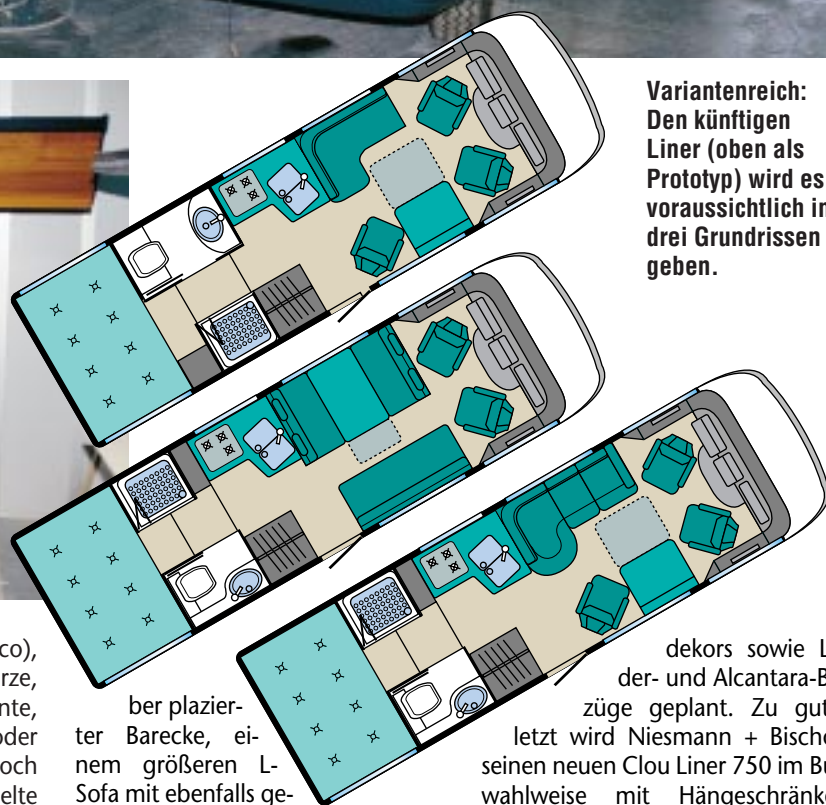 Variantenreich:
Den künftigen
Liner (oben als
Prototyp) wird es
voraussichtlich in
drei Grundrissen
geben.
co),
rze,
nte,
oder
och
elte
ber plazier-
ter Barecke, ei-
nem größeren L-
Sofa mit ebenfalls ge-
dekors sowie L
der- und Alcantara-B
züge geplant. Zu gut
letzt wird Niesmann + Bische
seinen neuen Clou Liner 750 im Bu
wahlweise mit Hängeschränke